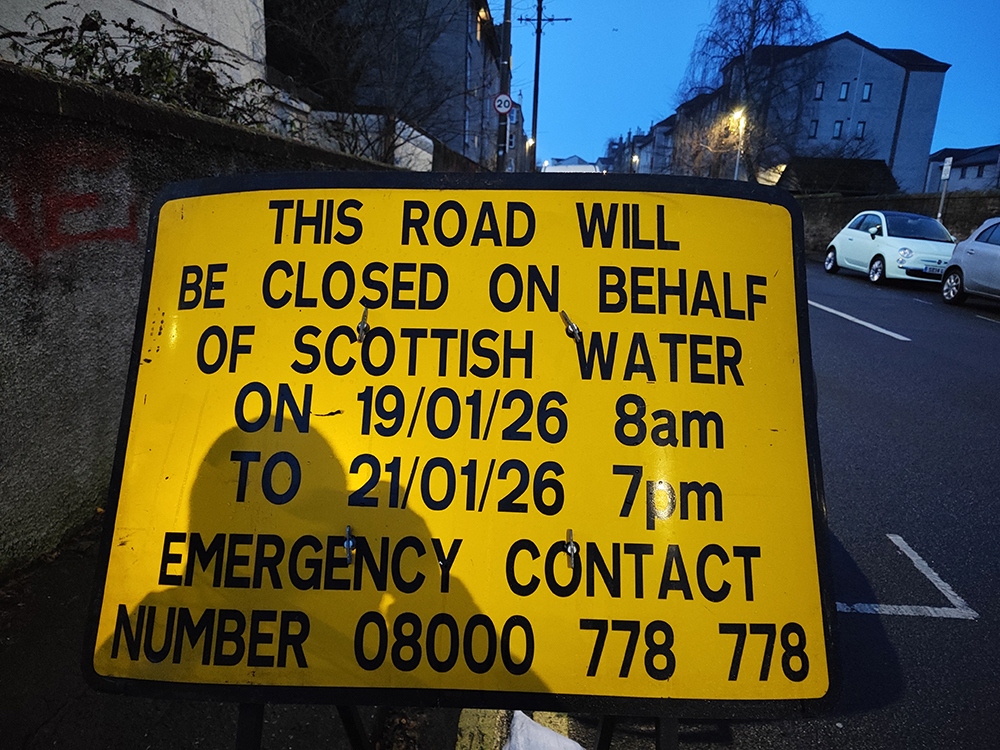 THIS ROAD WILL
BE CLOSED ON BEHALF
OF SCOTTISH WATER
ON 19/01/26 8am
TO 21/01/26 7pm
EMERGENCY CONTACT
NUMBER 08000 778 778
20